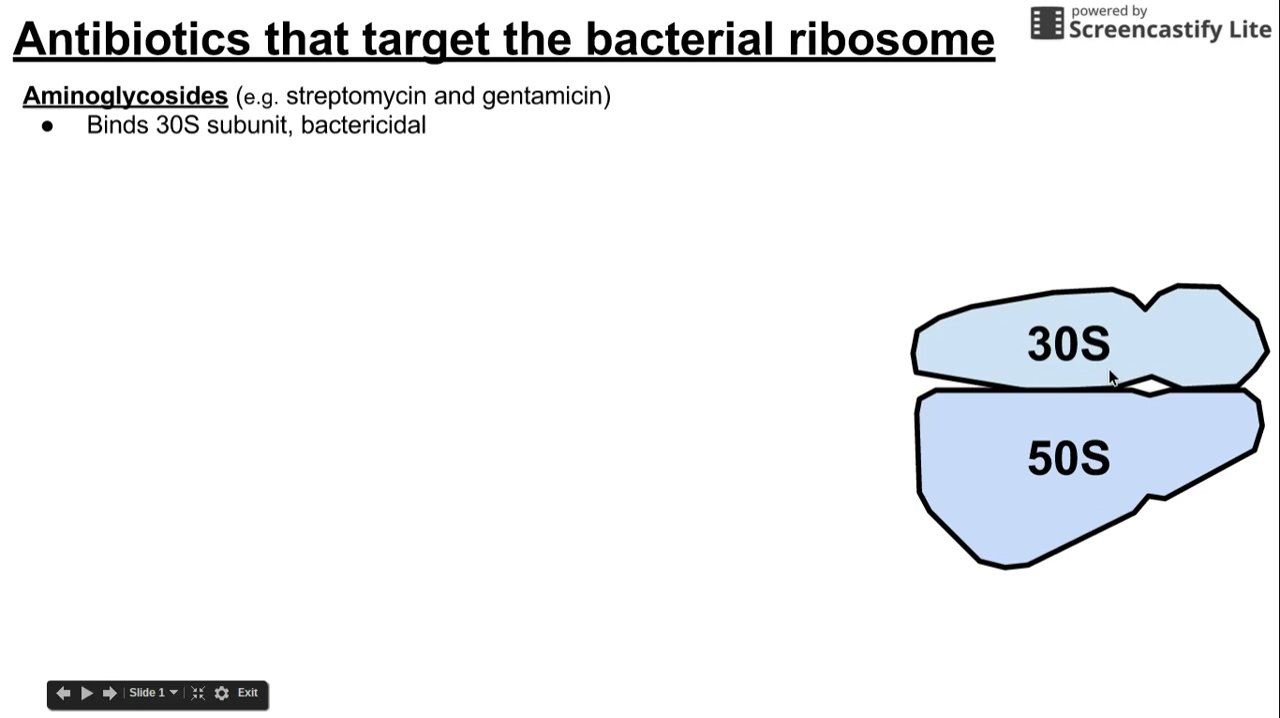 Antibiotics that target the bacterial ribosome
powered by
Screencastify Lite
Aminoglycosides (e.g. streptomycin and gentamicin)
● Binds 30S subunit, bactericidal
30S
50S
Slide 1
Exit